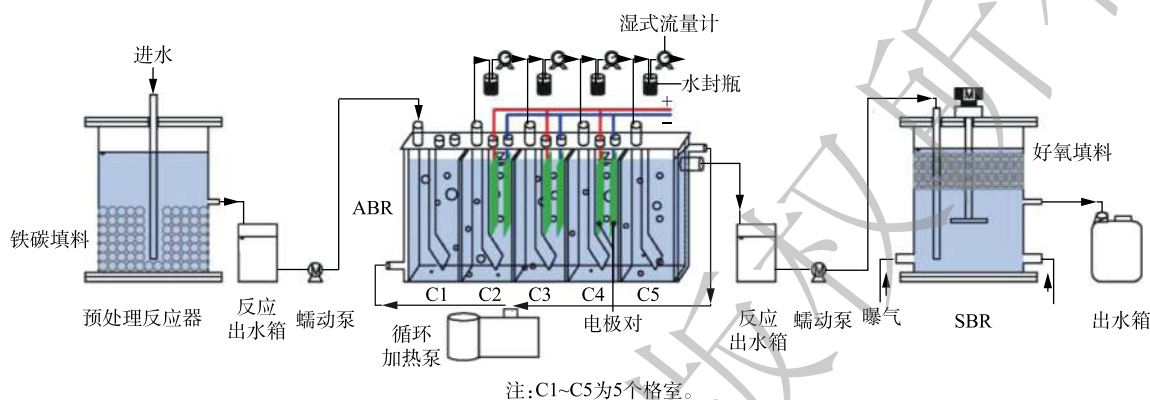 湿式流量计
水封瓶
进水
+
−
M
好氧填料
ABR
铁碳填料
C1
C2
C3
C4
C5
预处理反应器
反应
出水箱
M
蠕动泵
循环
加热泵
电极对
反应
出水箱
M
蠕动泵
曝气
SBR
出水箱
注:C1~C5为5个格室。
版权所